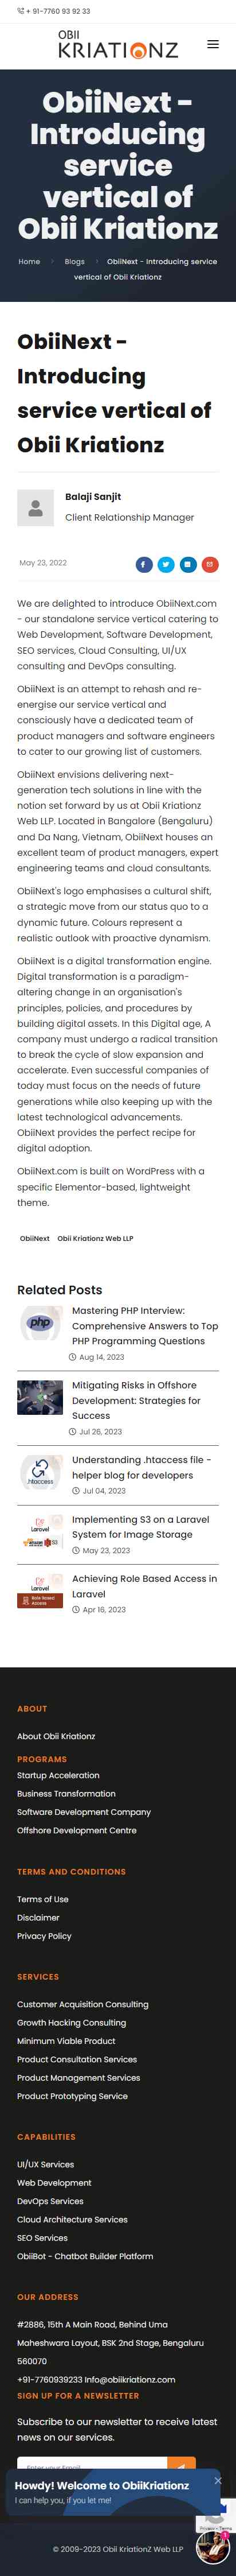 + 91-7760 93 92 33
OBII
KRIATIONZ
ObiiNext -
Introducing
service
vertical of
Obii Kriationz
Home > Blogs > ObiiNext - Introducing service
vertical of Obii Kriationz
ObiiNext -
Introducing
service vertical of
Obii Kriationz
Balaji Sanjit
Client Relationship Manager
May 23, 2022
We are delighted to introduce ObiiNext.com
- our standalone service vertical catering to
Web Development, Software Development,
SEO services, Cloud Consulting, UI/UX
consulting and DevOps consulting.
ObiiNext is an attempt to rehash and re-
energise our service vertical and
consciously have a dedicated team of
product managers and software engineers
to cater to our growing list of customers.
ObiiNext envisions delivering next-
generation tech solutions in line with the
notion set forward by us at Obii Kriationz
Web LLP. Located in Bangalore (Bengaluru)
and Da Nang, Vietnam, ObiiNext houses an
excellent team of product managers, expert
engineering teams and cloud consultants.
ObiiNext's logo emphasises a cultural shift,
a strategic move from our status quo to a
dynamic future. Colours represent a
realistic outlook with proactive dynamism.
ObiiNext is a digital transformation engine.
Digital transformation is a paradigm-
altering change in an organisation's
principles, policies, and procedures by
building digital assets. In this Digital age, A
company must undergo a radical transition
to break the cycle of slow expansion and
accelerate. Even successful companies of
today must focus on the needs of future
generations while also keeping up with the
latest technological advancements.
ObiiNext provides the perfect recipe for
digital adoption.
ObiiNext.com is built on WordPress with a
specific Elementor-based, lightweight
theme.
ObiiNext Obii Kriationz Web LLP
Related Posts
php
Mastering PHP Interview:
Comprehensive Answers to Top
PHP Programming Questions
Aug 14, 2023
Mitigating Risks in Offshore
Development: Strategies for
Success
Jul 26, 2023
.htaccess
Understanding .htaccess file -
helper blog for developers
Jul 04, 2023
Laravel
S3
Implementing S3 on a Laravel
System for Image Storage
May 23, 2023
Laravel
Role Based
Access
Achieving Role Based Access in
Laravel
Apr 16, 2023
ABOUT
About Obii Kriationz
PROGRAMS
Startup Acceleration
Business Transformation
Software Development Company
Offshore Development Centre
TERMS AND CONDITIONS
Terms of Use
Disclaimer
Privacy Policy
SERVICES
Customer Acquisition Consulting
Growth Hacking Consulting
Minimum Viable Product
Product Consultation Services
Product Management Services
Product Prototyping Service
CAPABILITIES
UI/UX Services
Web Development
DevOps Services
Cloud Architecture Services
SEO Services
ObiiBot - Chatbot Builder Platform
OUR ADDRESS
#2886, 15th A Main Road, Behind Uma
Maheshwara Layout, BSK 2nd Stage, Bengaluru
560070
+91-7760939233 Info@obiikriationz.com
SIGN UP FOR A NEWSLETTER
Subscribe to our newsletter to receive latest
news on our services.
Enter your Email
Howdy! Welcome to ObiiKriationz
I can help you, if you let me!
Privacy - Terms
1
© 2009-2023 Obii KriationZ Web LLP